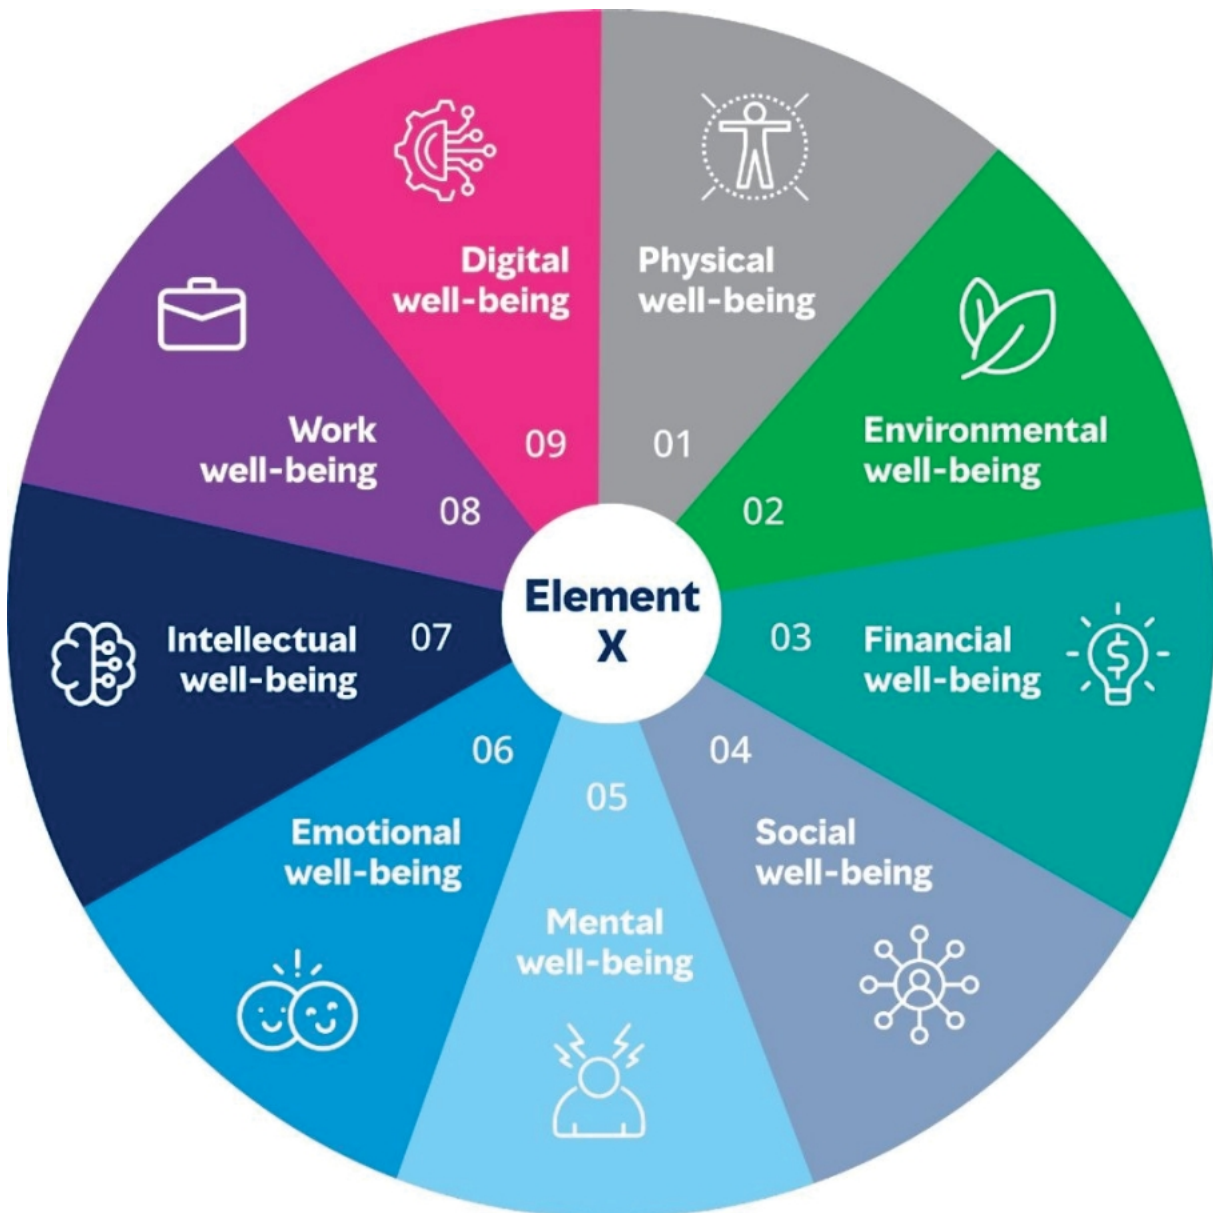 Physical
well-being
01
Environmental
well-being
02
Financial
well-being
03
Social
well-being
04
Mental
well-being
05
Emotional
well-being
06
Intellectual
well-being
07
Work
well-being
08
Digital
well-being
09
Element
X
$